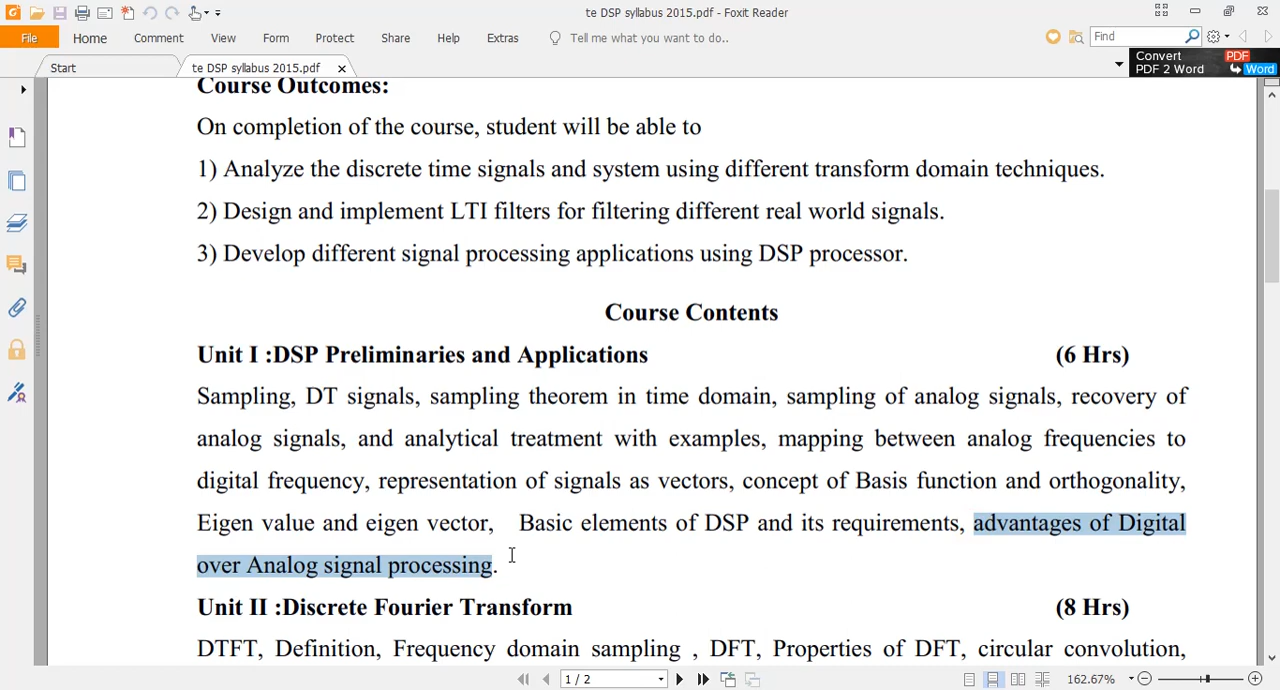 te DSP syllabus 2015.pdf - Foxit Reader
File Home Comment View Form Protect Share Help Extras Tell me what you want to do.. Find
Start te DSP syllabus 2015.pdf
Convert PDF
PDF 2 Word Word
Course Outcomes:
On completion of the course, student will be able to
1) Analyze the discrete time signals and system using different transform domain techniques.
2) Design and implement LTI filters for filtering different real world signals.
3) Develop different signal processing applications using DSP processor.
Course Contents
Unit I :DSP Preliminaries and Applications (6 Hrs)
Sampling, DT signals, sampling theorem in time domain, sampling of analog signals, recovery of
analog signals, and analytical treatment with examples, mapping between analog frequencies to
digital frequency, representation of signals as vectors, concept of Basis function and orthogonality,
Eigen value and eigen vector, Basic elements of DSP and its requirements, advantages of Digital
over Analog signal processing.
Unit II :Discrete Fourier Transform (8 Hrs)
DTFT, Definition, Frequency domain sampling , DFT, Properties of DFT, circular convolution,
1 / 2 162.67%